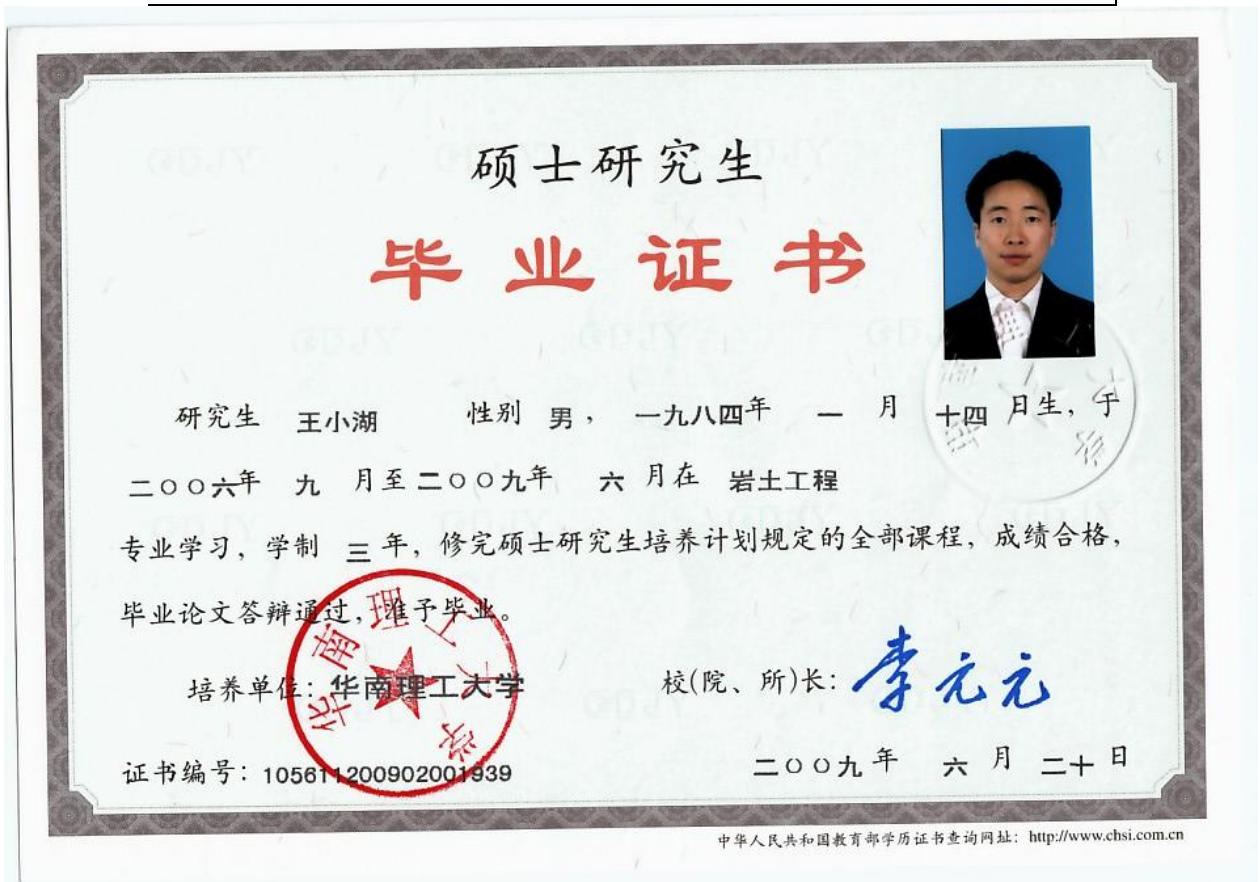 硕士研究生
毕业证书
研究生 王小湖 性别 男， 一九八四年 一 月 十四 日生，于
二〇〇六年 九 月至二〇〇九年 六 月在 岩土工程
专业学习，学制 三 年，修完硕士研究生培养计划规定的全部课程，成绩合格，
毕业论文答辩通过，准予毕业。
华南理工大学
培养单位：华南理工大学 校(院、所)长：李元元
证书编号：105611200902001939 二〇〇九年 六 月 二十 日
中华人民共和国教育部学历证书查询网址：http://www.chsi.com.cn